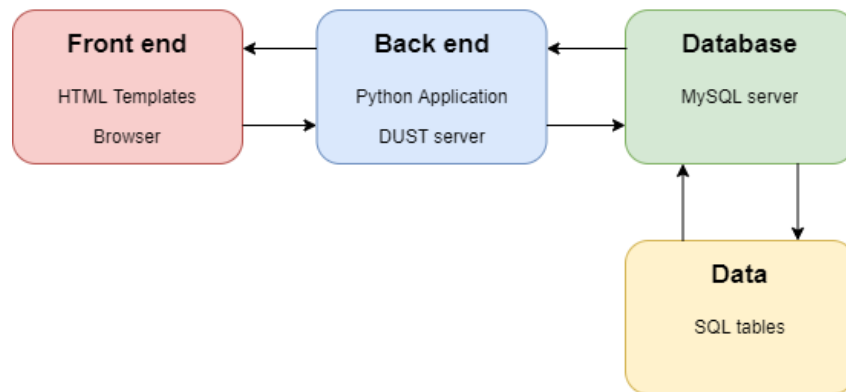 Front end
HTML Templates
Browser
Back end
Python Application
DUST server
Database
MySQL server
Data
SQL tables